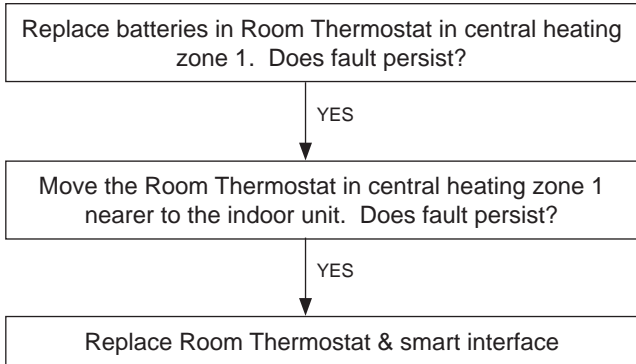 Replace batteries in Room Thermostat in central heating
zone 1.  Does fault persist?
YES
Move the Room Thermostat in central heating zone 1
nearer to the indoor unit.  Does fault persist?
YES
Replace Room Thermostat & smart interface